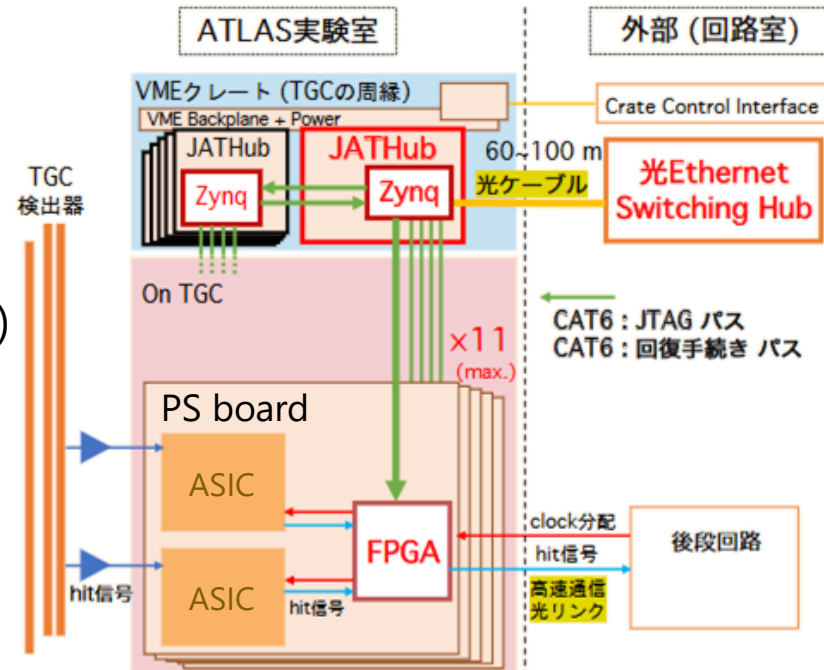 ATLAS実験室
外部 (回路室)
VMEクレート (TGCの周縁)
VME Backplane + Power
Crate Control Interface
JATHub
JATHub
60~100 m
光ケーブル
Zynq
Zynq
光Ethernet
Switching Hub
TGC
検出器
On TGC
)
×11
(max.)
CAT6 : JTAG パス
CAT6 : 回復手続き パス
PS board
ASIC
FPGA
clock分配
hit信号
高速通信
光リンク
後段回路
ASIC
hit信号
hit信号